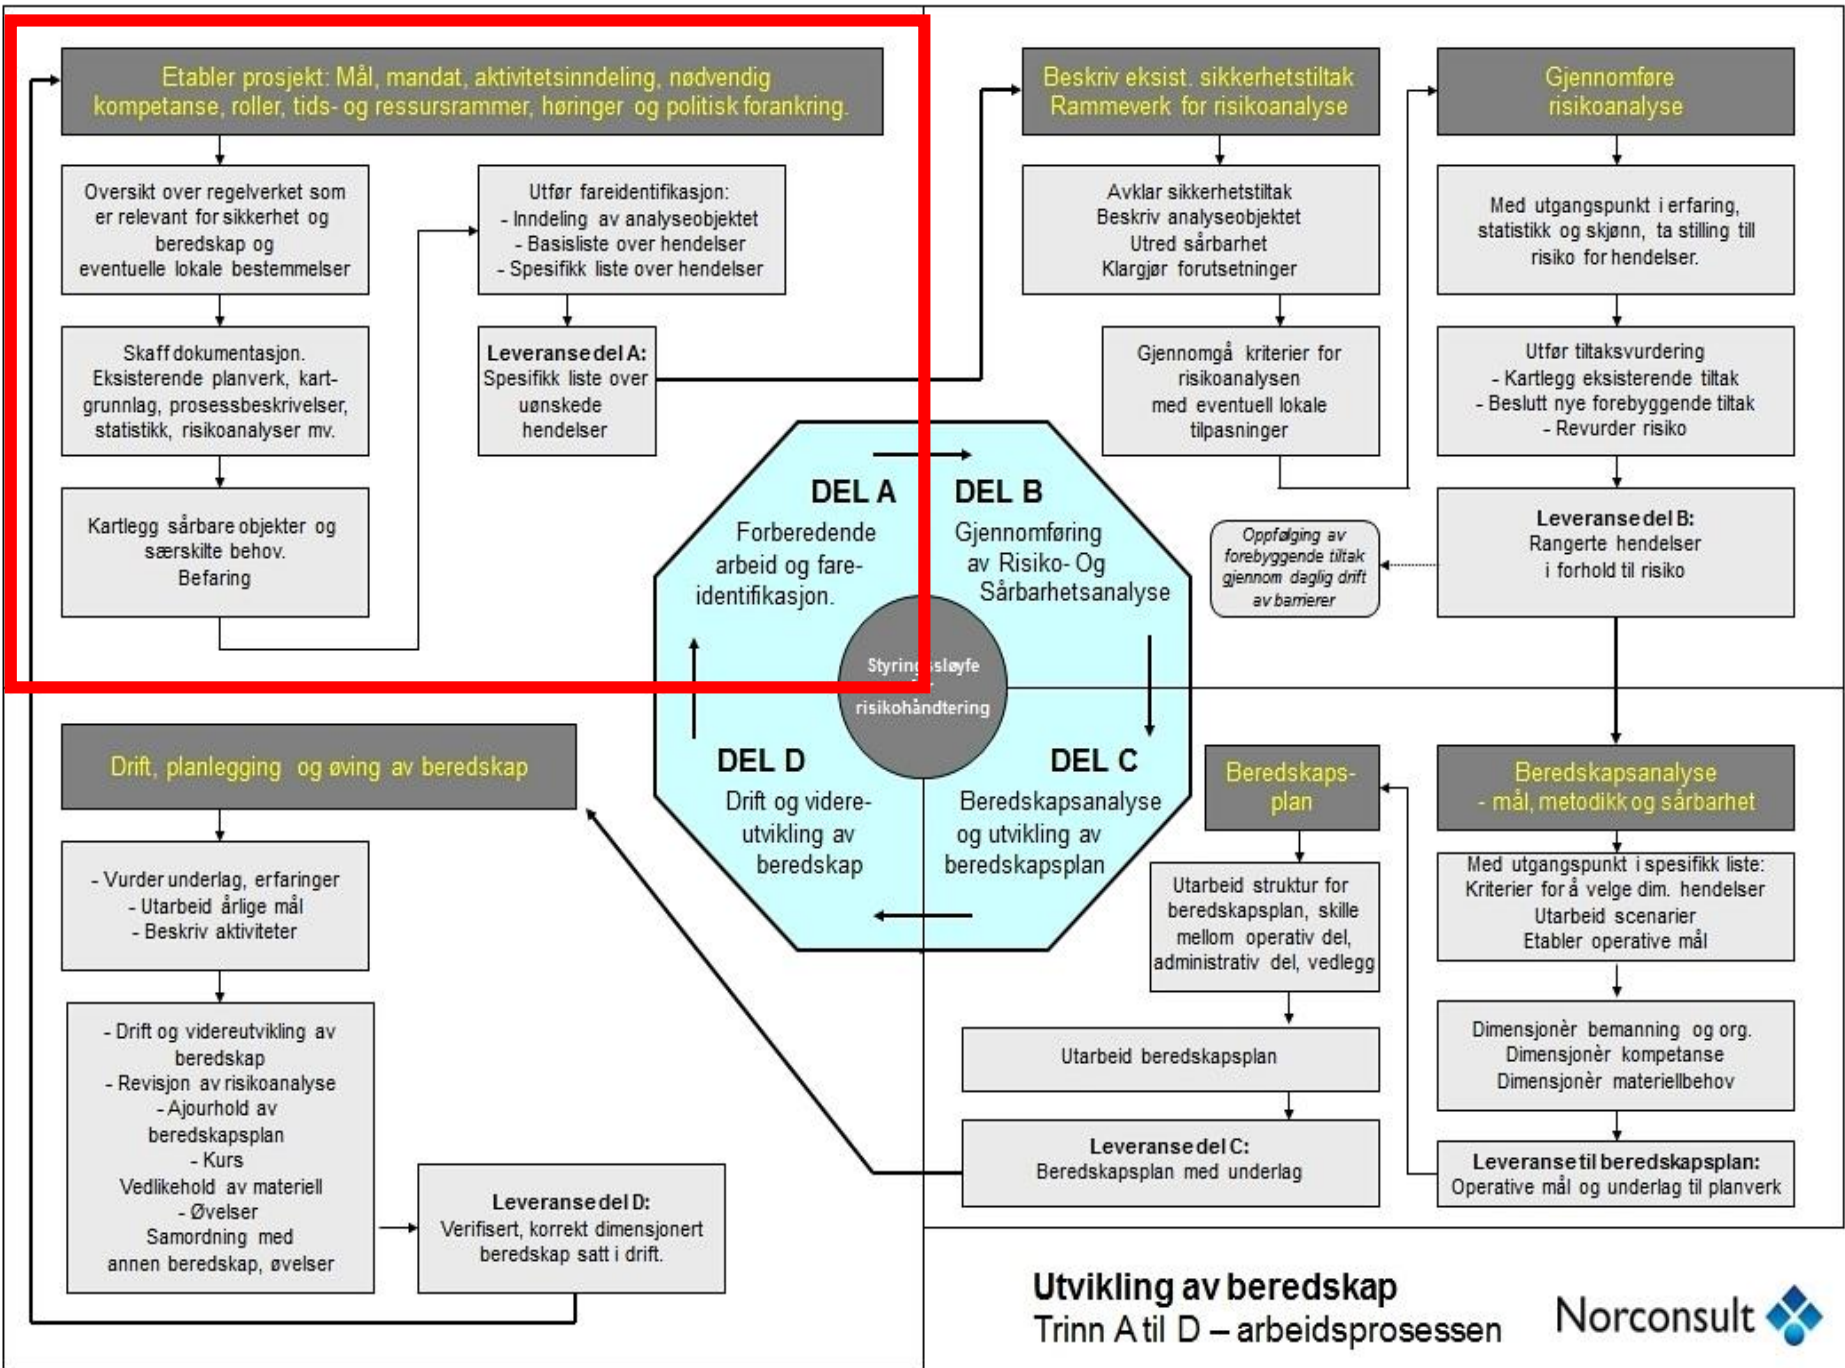 Etabler prosjekt: Mål, mandat, aktivitetsinndeling, nødvendig
kompetanse, roller, tids- og ressursrammer, høringer og politisk forankring.
Oversikt over regelverket som
er relevant for sikkerhet og
beredskap og
eventuelle lokale bestemmelser
Skaff dokumentasjon.
Eksisterende planverk, kart-
grunnlag, prosessbeskrivelser,
statistikk, risikoanalyser mv.
Kartlegg sårbare objekter og
særskilte behov.
Befaring
Utfør fareidentifikasjon:
- Inndeling av analyseobjektet
- Basisliste over hendelser
- Spesifikk liste over hendelser
Leveranse del A:
Spesifikk liste over
uønskede
hendelser
Beskriv eksist. sikkerhetstiltak
Rammeverk for risikoanalyse
Avklar sikkerhetstiltak
Beskriv analyseobjektet
Utred sårbarhet
Klargjør forutsetninger
Gjennomgå kriterier for
risikoanalysen
med eventuell lokale
tilpasninger
Gjennomføre
risikoanalyse
Med utgangspunkt i erfaring,
statistikk og skjønn, ta stilling till
risiko for hendelser.
Utfør tiltaksvurdering
- Kartlegg eksisterende tiltak
- Beslutt nye forebyggende tiltak
- Revurder risiko
Leveranse del B:
Rangerte hendelser
i forhold til risiko
Oppfølging av
forebyggende tiltak
gjennom daglig drift
av barrierer
DEL A
Forberedende
arbeid og fare-
identifikasjon.
DEL B
Gjennomføring
av Risiko- Og
Sårbarhetsanalyse
Styringssløyfe
risikohåndtering
DEL D
Drift og videre-
utvikling av
beredskap
DEL C
Beredskapsanalyse
og utvikling av
beredskapsplan
Drift, planlegging og øving av beredskap
- Vurder underlag, erfaringer
- Utarbeid årlige mål
- Beskriv aktiviteter
- Drift og videreutvikling av
beredskap
- Revisjon av risikoanalyse
- Ajourhold av
beredskapsplan
- Kurs
Vedlikehold av materiell
- Øvelser
Samordning med
annen beredskap, øvelser
Leveranse del D:
Verifisert, korrekt dimensjonert
beredskap satt i drift.
Beredskaps-
plan
Utarbeid struktur for
beredskapsplan, skille
mellom operativ del,
administrativ del, vedlegg
Utarbeid beredskapsplan
Leveranse del C:
Beredskapsplan med underlag
Beredskapsanalyse
- mål, metodikk og sårbarhet
Med utgangspunkt i spesifikk liste:
Kriterier for å velge dim. hendelser
Utarbeid scenarier
Etabler operative mål
Dimensjonèr bemanning og org.
Dimensjonèr kompetanse
Dimensjonèr materiellbehov
Leveranse til beredskapsplan:
Operative mål og underlag til planverk
Utvikling av beredskap
Trinn A til D – arbeidsprosessen
Norconsult